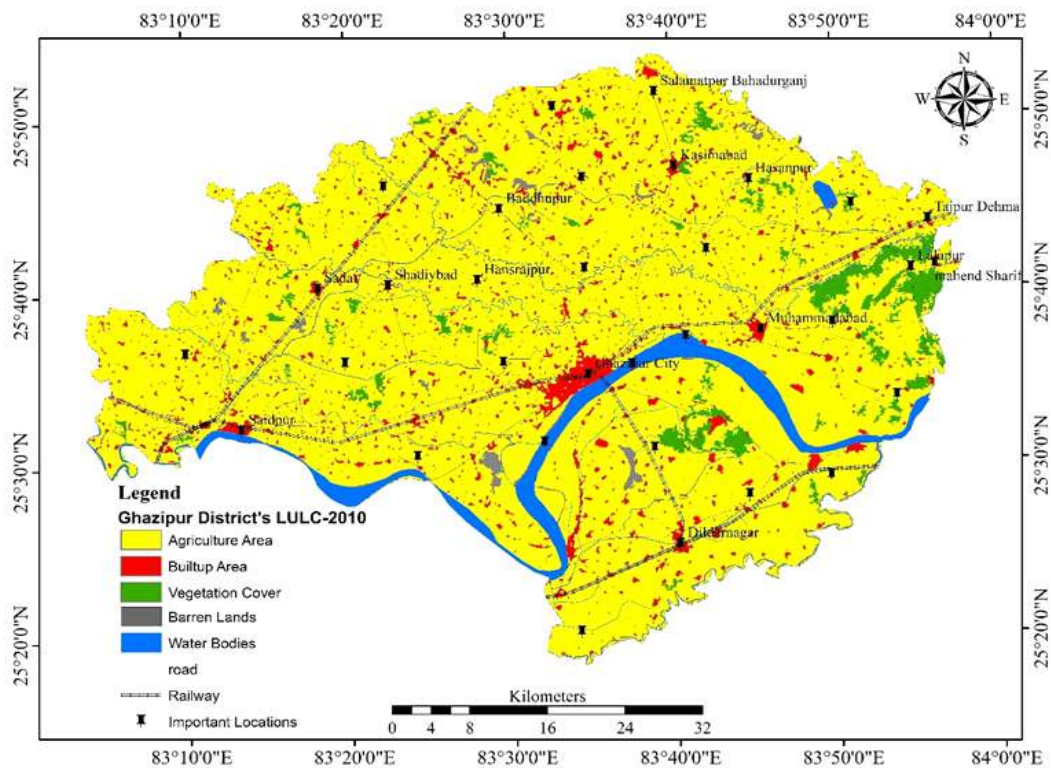 83°10'0"E 83°20'0"E 83°30'0"E 83°40'0"E 83°50'0"E 84°0'0"E
N
W E
S
25°50'0"N
25°40'0"N
25°30'0"N
25°20'0"N
25°50'0"N
25°40'0"N
25°30'0"N
25°20'0"N
Salamatpur Bahadurganj
Kasimabad
Hasanpur
Baddhupur
Tajpur Dehma
Lalupur
Sadat
Shadiybad
Hansrajpur
mahend Sharif
Muhammadabad
Ghazipur City
Saidpur
Dildarnagar
Legend
Ghazipur District's LULC-2010
Agriculture Area
Builtup Area
Vegetation Cover
Barren Lands
Water Bodies
road
Railway
Important Locations
Kilometers
0 4 8 16 24 32
83°10'0"E 83°20'0"E 83°30'0"E 83°40'0"E 83°50'0"E 84°0'0"E